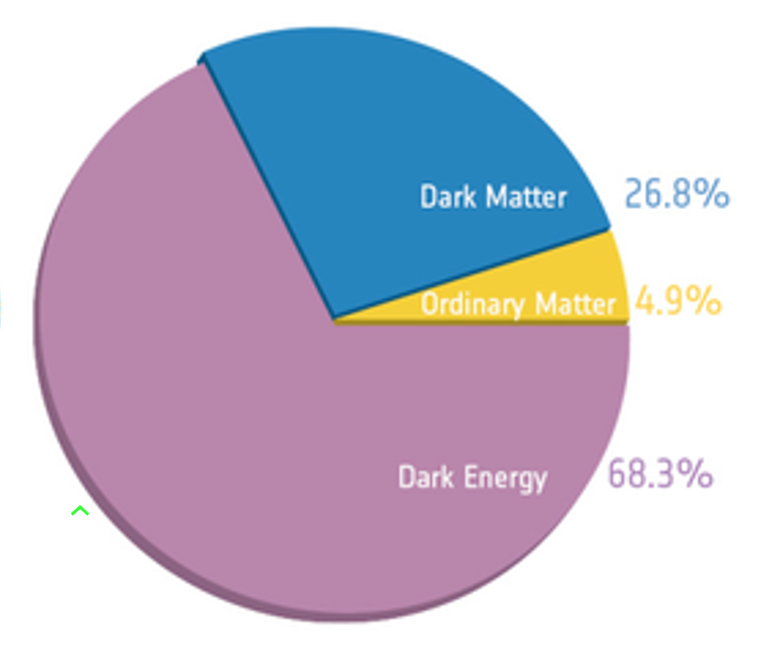 Dark Matter 26.8%
Ordinary Matter 4.9%
Dark Energy 68.3%